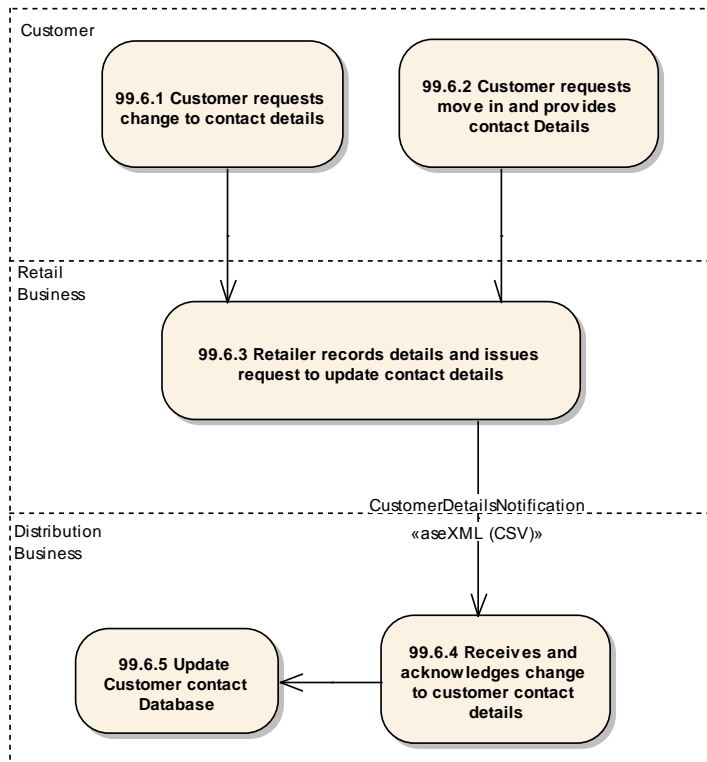 Customer
99.6.1 Customer requests
change to contact details
99.6.2 Customer requests
move in and provides
contact Details
Retail
Business
99.6.3 Retailer records details and issues
request to update contact details
CustomerDetailsNotification
«aseXML (CSV)»
Distribution
Business
99.6.5 Update
Customer contact
Database
99.6.4 Receives and
acknowledges change
to customer contact
details